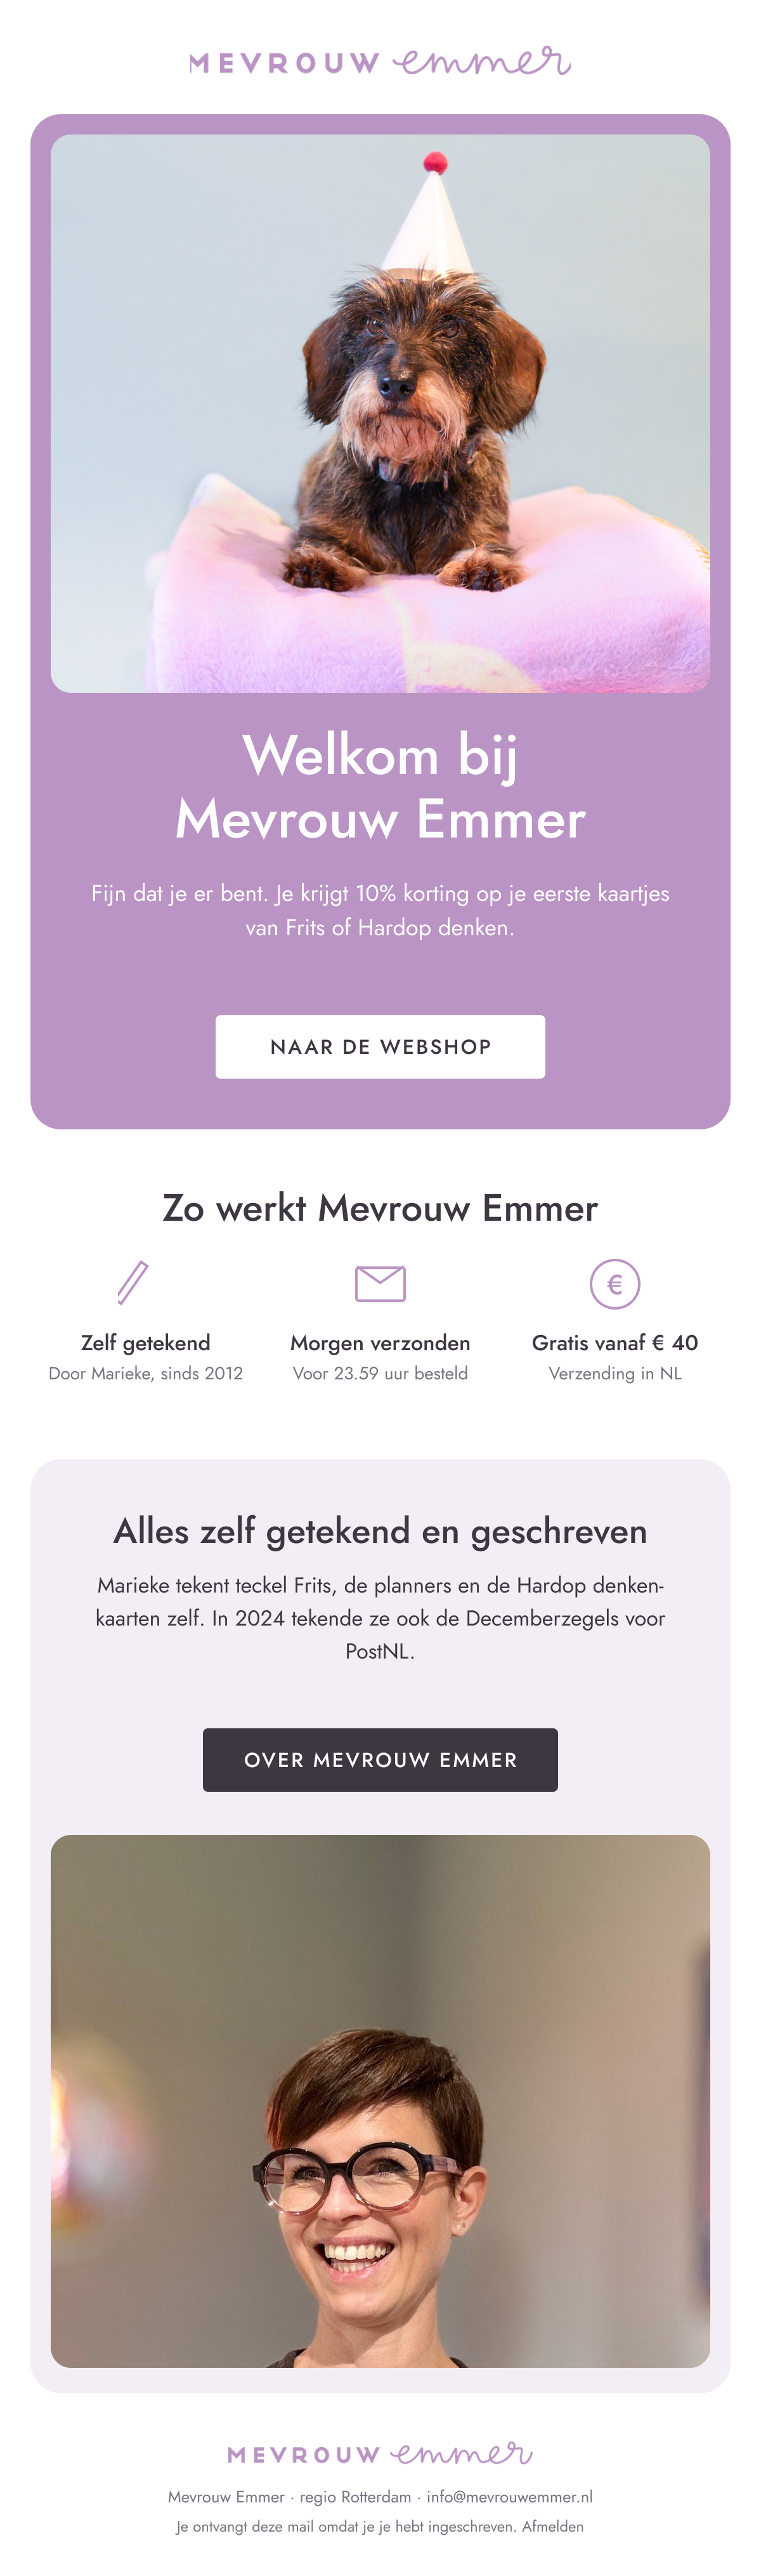 MEVROUW emmer
Welkom bij
Mevrouw Emmer
Fijn dat je er bent. Je krijgt 10% korting op je eerste kaartjes
van Frits of Hardop denken.
NAAR DE WEBSHOP
Zo werkt Mevrouw Emmer
€
Zelf getekend
Door Marieke, sinds 2012
Morgen verzonden
Voor 23.59 uur besteld
Gratis vanaf € 40
Verzending in NL
Alles zelf getekend en geschreven
Marieke tekent teckel Frits, de planners en de Hardop denken-
kaarten zelf. In 2024 tekende ze ook de Decemberzegels voor
PostNL.
OVER MEVROUW EMMER
MEVROUW emmer
Mevrouw Emmer · regio Rotterdam · info@mevrouwemmer.nl
Je ontvangt deze mail omdat je je hebt ingeschreven. Afmelden